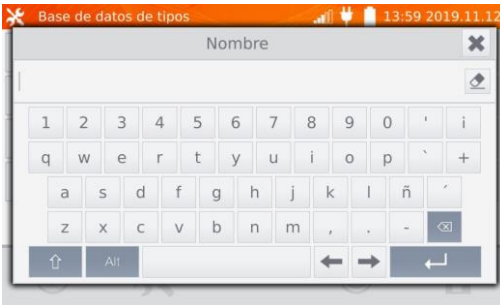 Base de datos de tipos 13:59 2019.11.12
Nombre
1 2 3 4 5 6 7 8 9 0 ' ¡
q w e r t y u i o p ` +
a s d f g h j k l ñ ´
z x c v b n m , . -
Alt